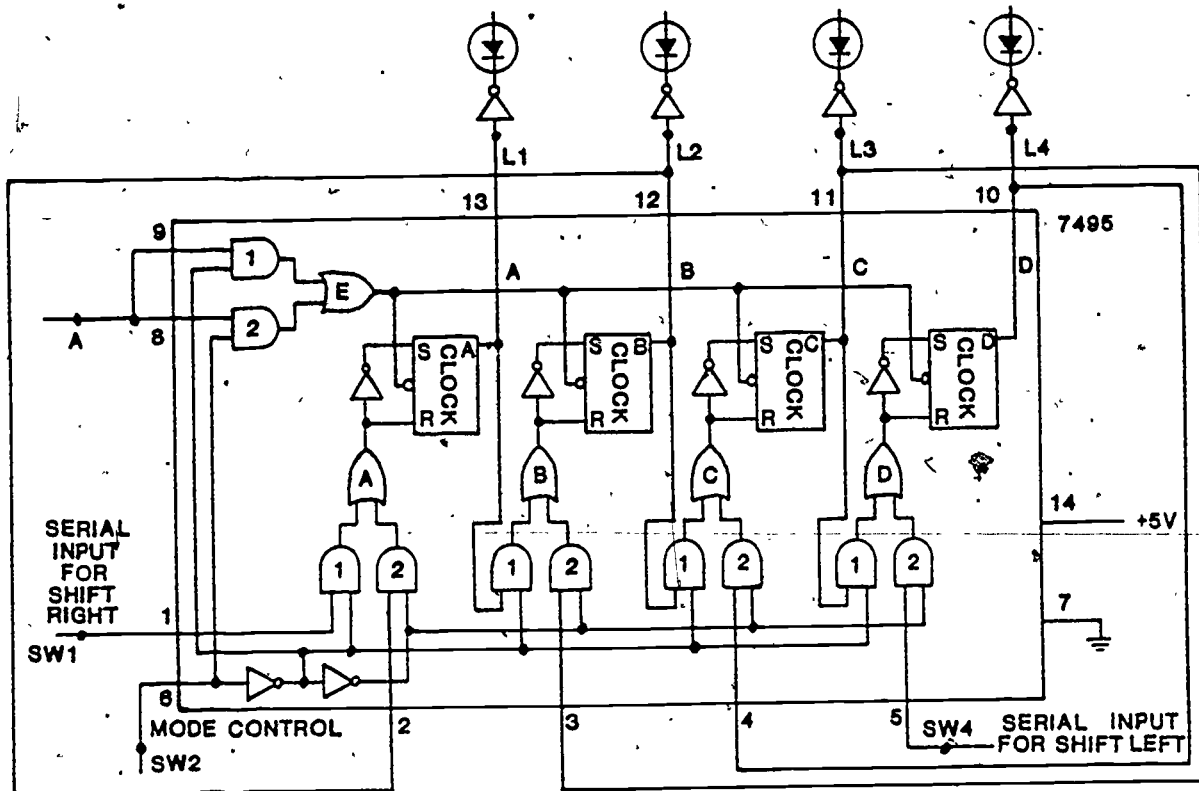 L1
L2
L3
L4
13
12
11
10
7495
9
1
E
A
B
C
D
A
8
2
S
A
CLOCK
R
S
B
CLOCK
R
S
C
CLOCK
R
S
D
CLOCK
R
A
B
C
D
14
+5V
SERIAL
INPUT
FOR
SHIFT
RIGHT
1
2
1
2
1
2
1
2
1
7
SW1
6
MODE CONTROL
2
3
4
5
SW4
SERIAL INPUT
FOR SHIFT LEFT
SW2